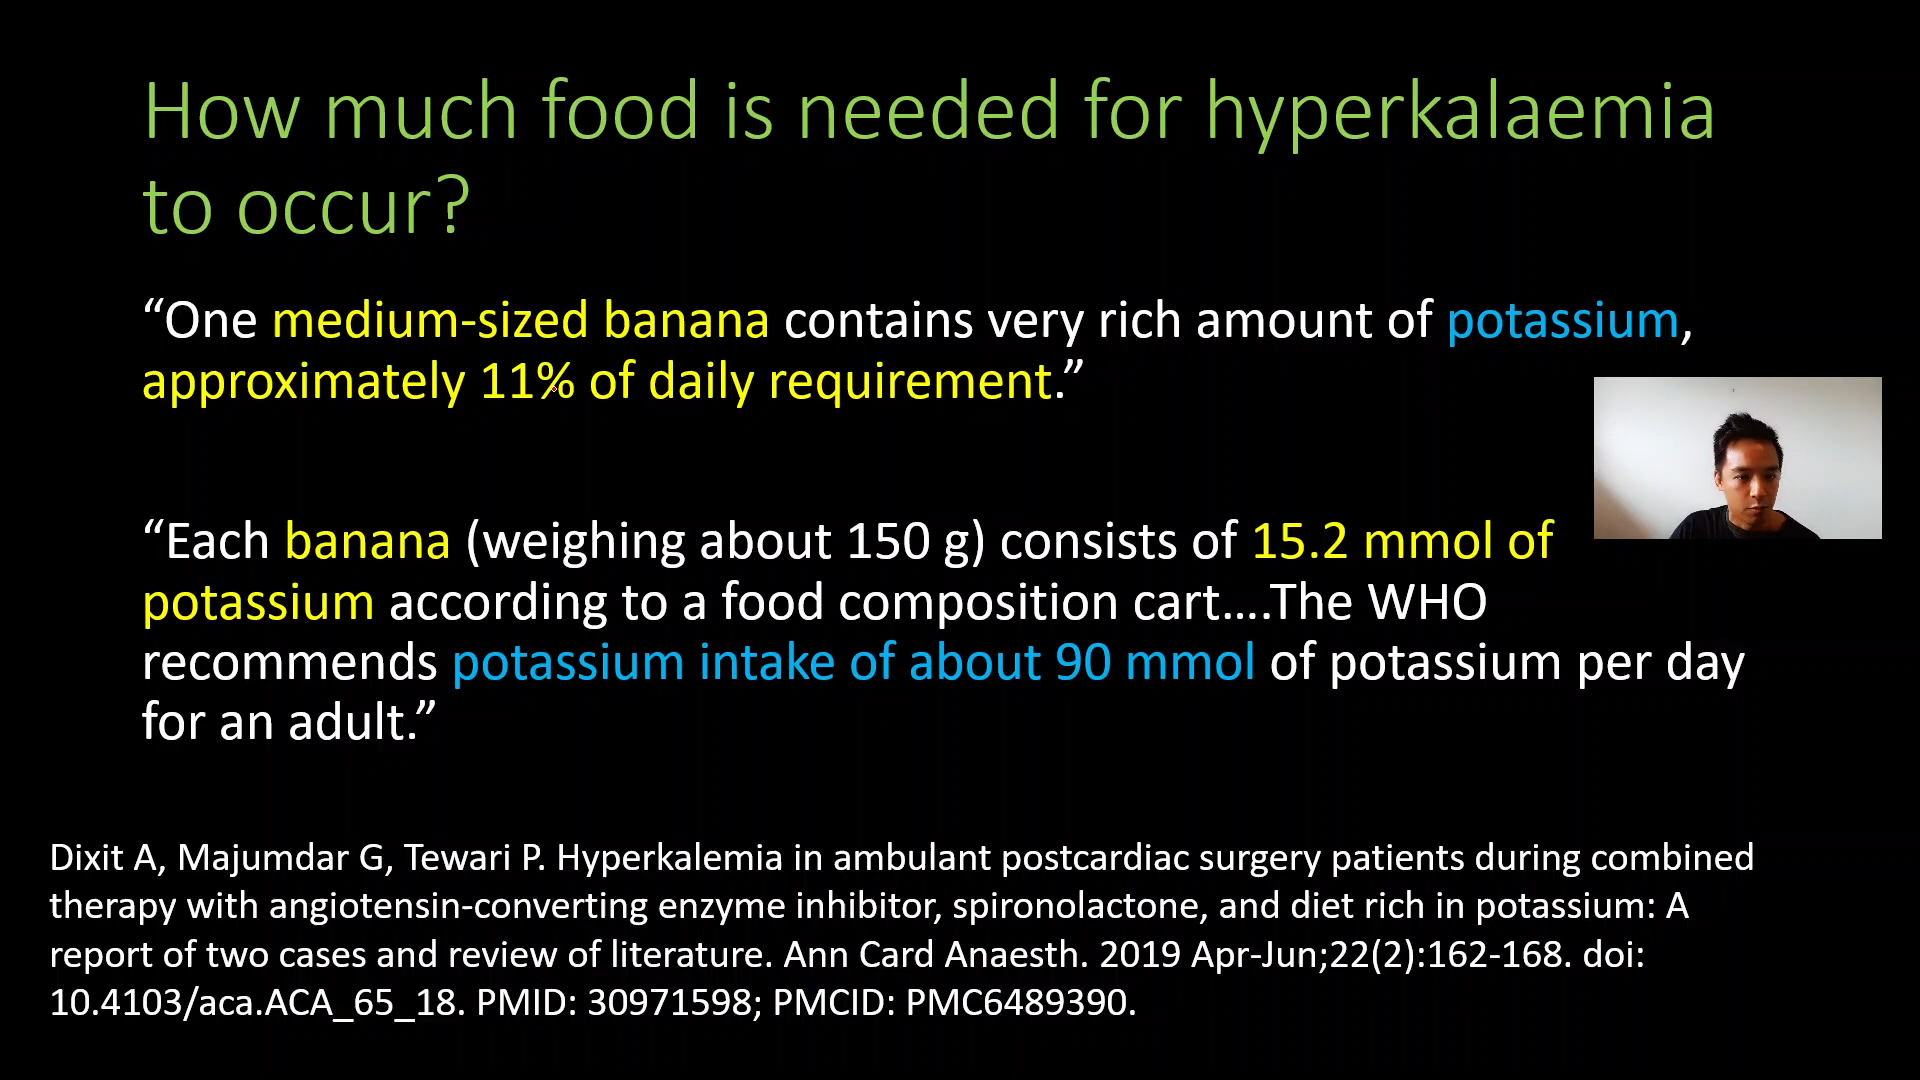 How much food is needed for hyperkalaemia
to occur?
“One medium-sized banana contains very rich amount of potassium,
approximately 11% of daily requirement.”
“Each banana (weighing about 150 g) consists of 15.2 mmol of
potassium according to a food composition cart….The WHO
recommends potassium intake of about 90 mmol of potassium per day
for an adult.”
Dixit A, Majumdar G, Tewari P. Hyperkalemia in ambulant postcardiac surgery patients during combined
therapy with angiotensin-converting enzyme inhibitor, spironolactone, and diet rich in potassium: A
report of two cases and review of literature. Ann Card Anaesth. 2019 Apr-Jun;22(2):162-168. doi:
10.4103/aca.ACA_65_18. PMID: 30971598; PMCID: PMC6489390.